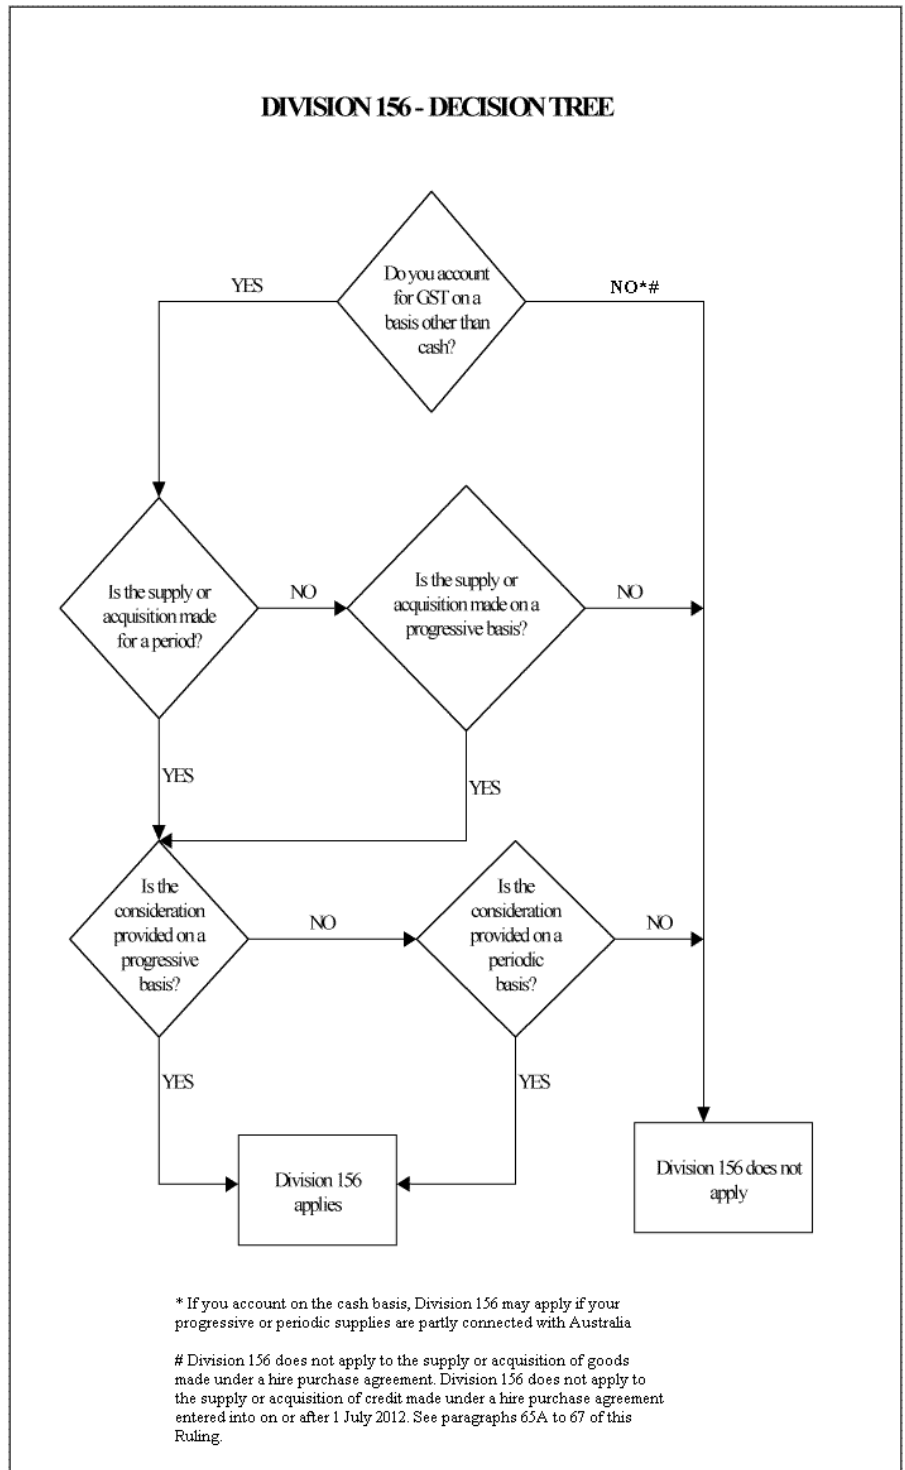 DIVISION 156 - DECISION TREE
Do you account
for GST on a
basis other than
cash?
YES
NO*#
Is the supply or
acquisition made
for a period?
NO
Is the supply or
acquisition made on a
progressive basis?
NO
YES
YES
Is the
consideration
provided on a
progressive
basis?
NO
Is the
consideration
provided on a
periodic
basis?
NO
YES
YES
Division 156
applies
Division 156 does not
apply
* If you account on the cash basis, Division 156 may apply if your
progressive or periodic supplies are partly connected with Australia
# Division 156 does not apply to the supply or acquisition of goods
made under a hire purchase agreement. Division 156 does not apply to
the supply or acquisition of credit made under a hire purchase agreement
entered into on or after 1 July 2012. See paragraphs 65A to 67 of this
Ruling.